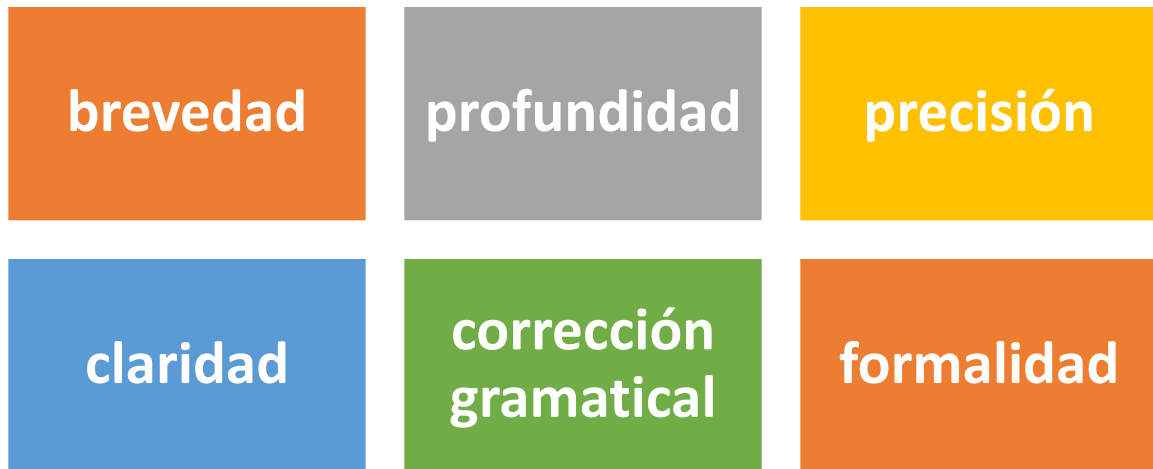 brevedad
profundidad
precisión
claridad
corrección
gramatical
formalidad